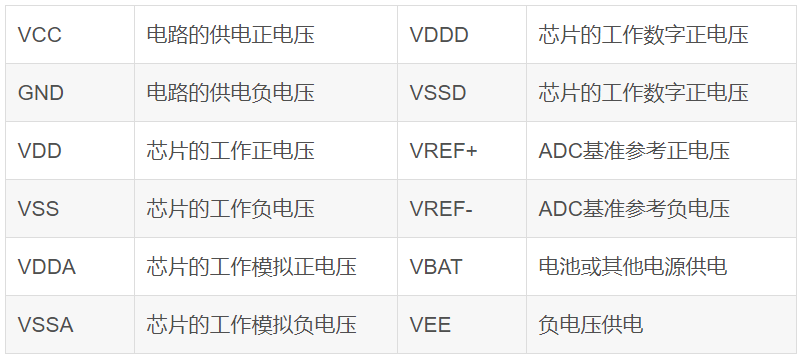 VCC 电路的供电正电压 VDDD 芯片的工作数字正电压
GND 电路的供电负电压 VSSD 芯片的工作数字正电压
VDD 芯片的工作正电压 VREF+ ADC基准参考正电压
VSS 芯片的工作负电压 VREF- ADC基准参考负电压
VDDA 芯片的工作模拟正电压 VBAT 电池或其他电源供电
VSSA 芯片的工作模拟负电压 VEE 负电压供电